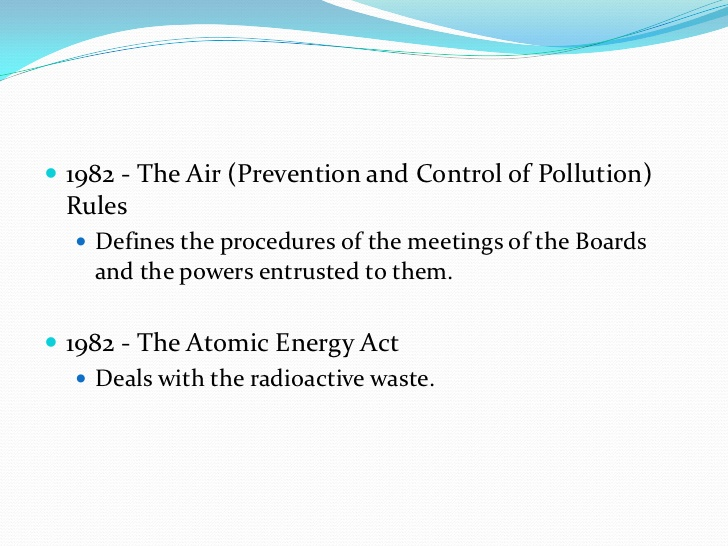 • 1982 - The Air (Prevention and Control of Pollution)
Rules
• Defines the procedures of the meetings of the Boards
and the powers entrusted to them.
• 1982 - The Atomic Energy Act
• Deals with the radioactive waste.